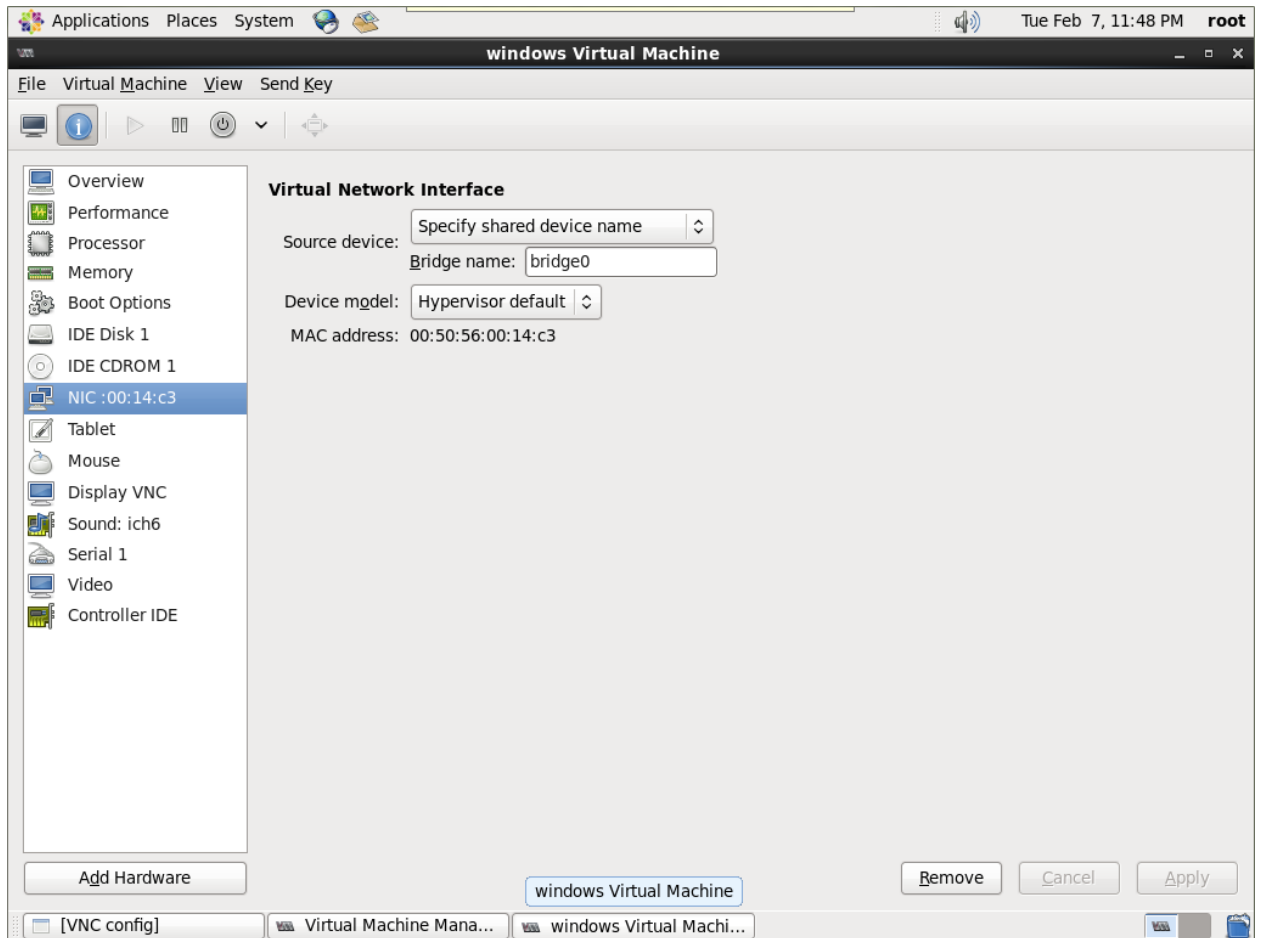 Applications Places System Tue Feb 7, 11:48 PM root
windows Virtual Machine
File Virtual Machine View Send Key
Overview
Performance
Processor
Memory
Boot Options
IDE Disk 1
IDE CDROM 1
NIC :00:14:c3
Tablet
Mouse
Display VNC
Sound: ich6
Serial 1
Video
Controller IDE
Virtual Network Interface
Source device: Specify shared device name
Bridge name: bridge0
Device model: Hypervisor default
MAC address: 00:50:56:00:14:c3
Add Hardware
Remove Cancel Apply
windows Virtual Machine
[VNC config] Virtual Machine Mana... windows Virtual Machi...